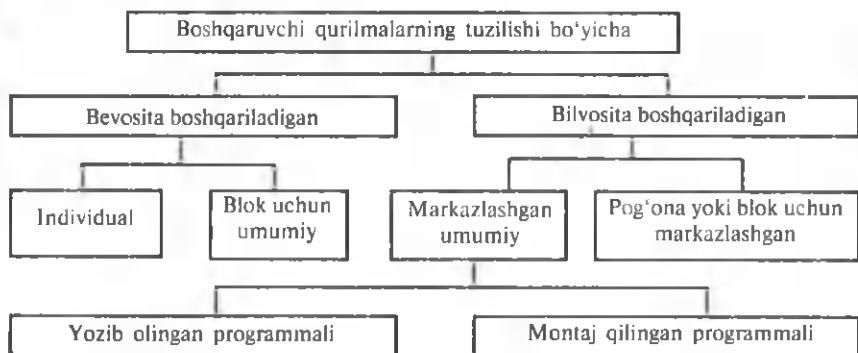 Boshqaruvchi qurilmalarning tuzilishi bo‘yicha
Bevosita boshqariladigan
Bilvosita boshqariladigan
Individual
Blok uchun
umumiy
Markazlashgan
umumiy
Pog‘ona yoki blok uchun
markazlashgan
Yozib olingan programmali
Montaj qilingan programmali